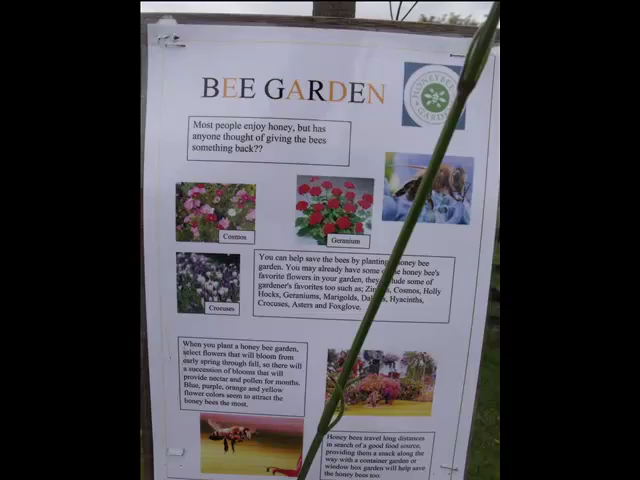 BEE GARDEN
HONEYBEE
Most people enjoy honey, but has
anyone thought of giving the bees
something back??
Cosmos
Geranium
Crocuses
You can help save the bees by planting honey bee
garden. You may already have some the honey bee's
favorite flowers in your garden, they include some of
gardener's favorites too such as; Cosmos, Holly
Hocks, Geraniums, Marigolds, Hyacinths,
Crocuses, Asters and Foxglove.
When you plant a honey bee garden,
select flowers that will bloom from
early spring through fall, so there will
a succession of blooms that will
provide nectar and pollen for months.
Blue, purple, orange and yellow
flower colors seem to attract the
honey bees the most.
Honey bees travel long distances
in search of a good food source,
providing them a snack along the
way with a container garden or
window box garden will help save
the honey bees too.